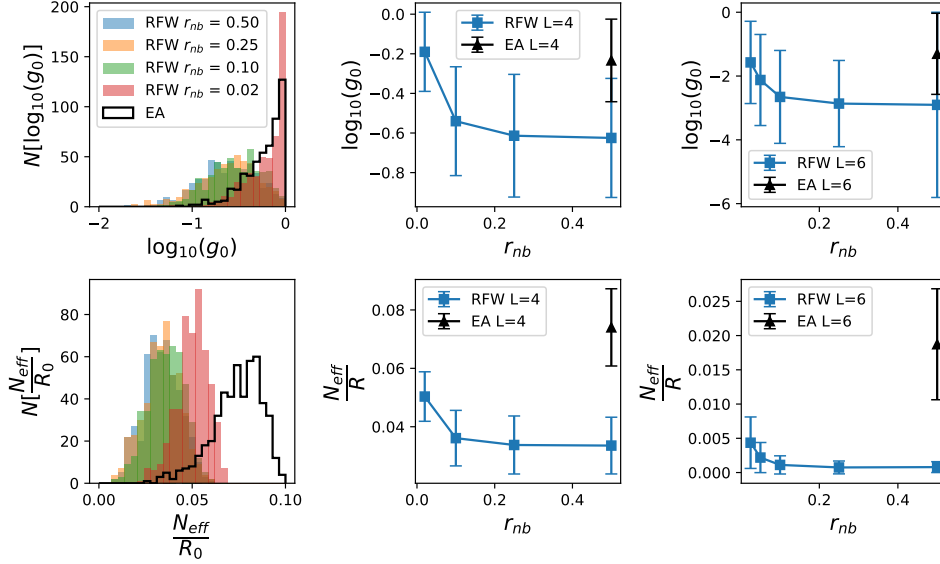 200
150
100
50
0
N[log10(g0)]
RFW rnb = 0.50
RFW rnb = 0.25
RFW rnb = 0.10
RFW rnb = 0.02
EA
−2
−1
0
log10(g0)
0.0
−0.2
−0.4
−0.6
−0.8
log10(g0)
RFW L=4
EA L=4
0.0
0.2
0.4
rnb
0
−2
−4
−6
log10(g0)
RFW L=6
EA L=6
0.0
0.2
0.4
rnb
80
60
40
20
0
N[Neff/R0]
0.00
0.05
0.10
Neff/R0
0.08
0.06
0.04
Neff/R
RFW L=4
EA L=4
0.0
0.2
0.4
rnb
0.025
0.020
0.015
0.010
0.005
0.000
Neff/R
RFW L=6
EA L=6
0.0
0.2
0.4
rnb